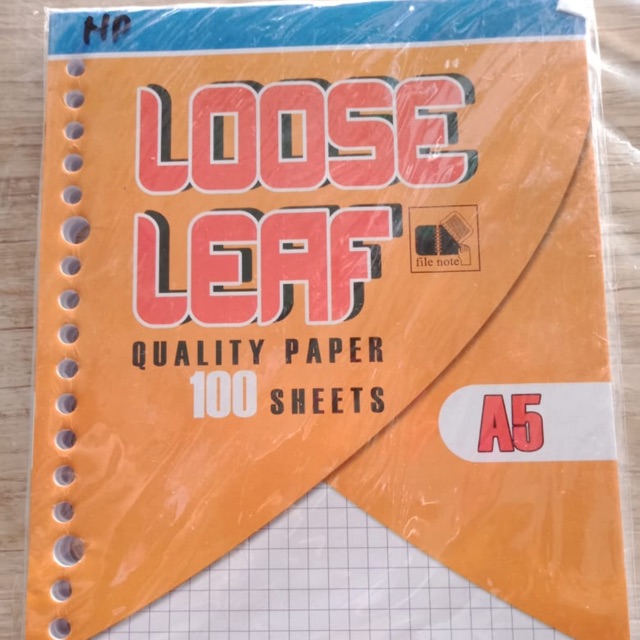 HP
LOOSE
LEAF
file note
QUALITY PAPER
100 SHEETS
A5